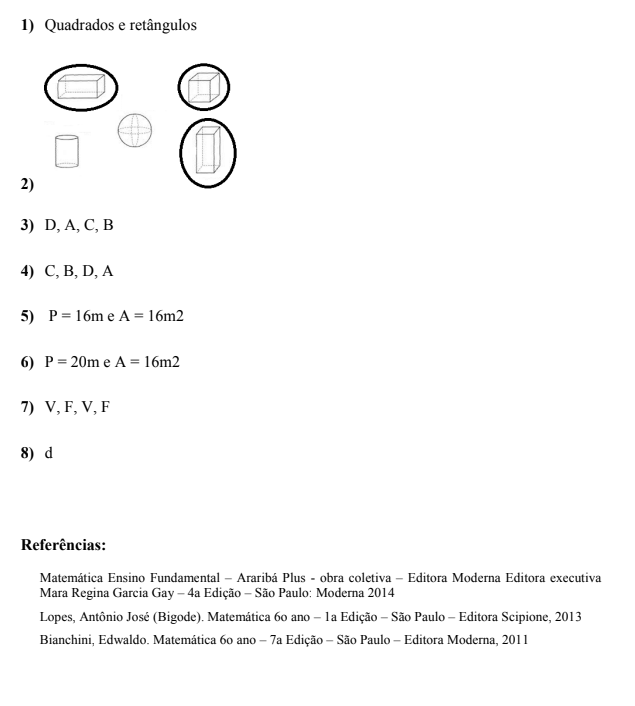 1) Quadrados e retângulos
2)
3) D, A, C, B
4) C, B, D, A
5) P = 16m e A = 16m2
6) P = 20m e A = 16m2
7) V, F, V, F
8) d
Referências:
Matemática Ensino Fundamental – Araribá Plus - obra coletiva – Editora Moderna Editora executiva
Mara Regina Garcia Gay – 4a Edição – São Paulo: Moderna 2014
Lopes, Antônio José (Bigode). Matemática 6o ano – 1a Edição – São Paulo – Editora Scipione, 2013
Bianchini, Edwaldo. Matemática 6o ano – 7a Edição – São Paulo – Editora Moderna, 2011